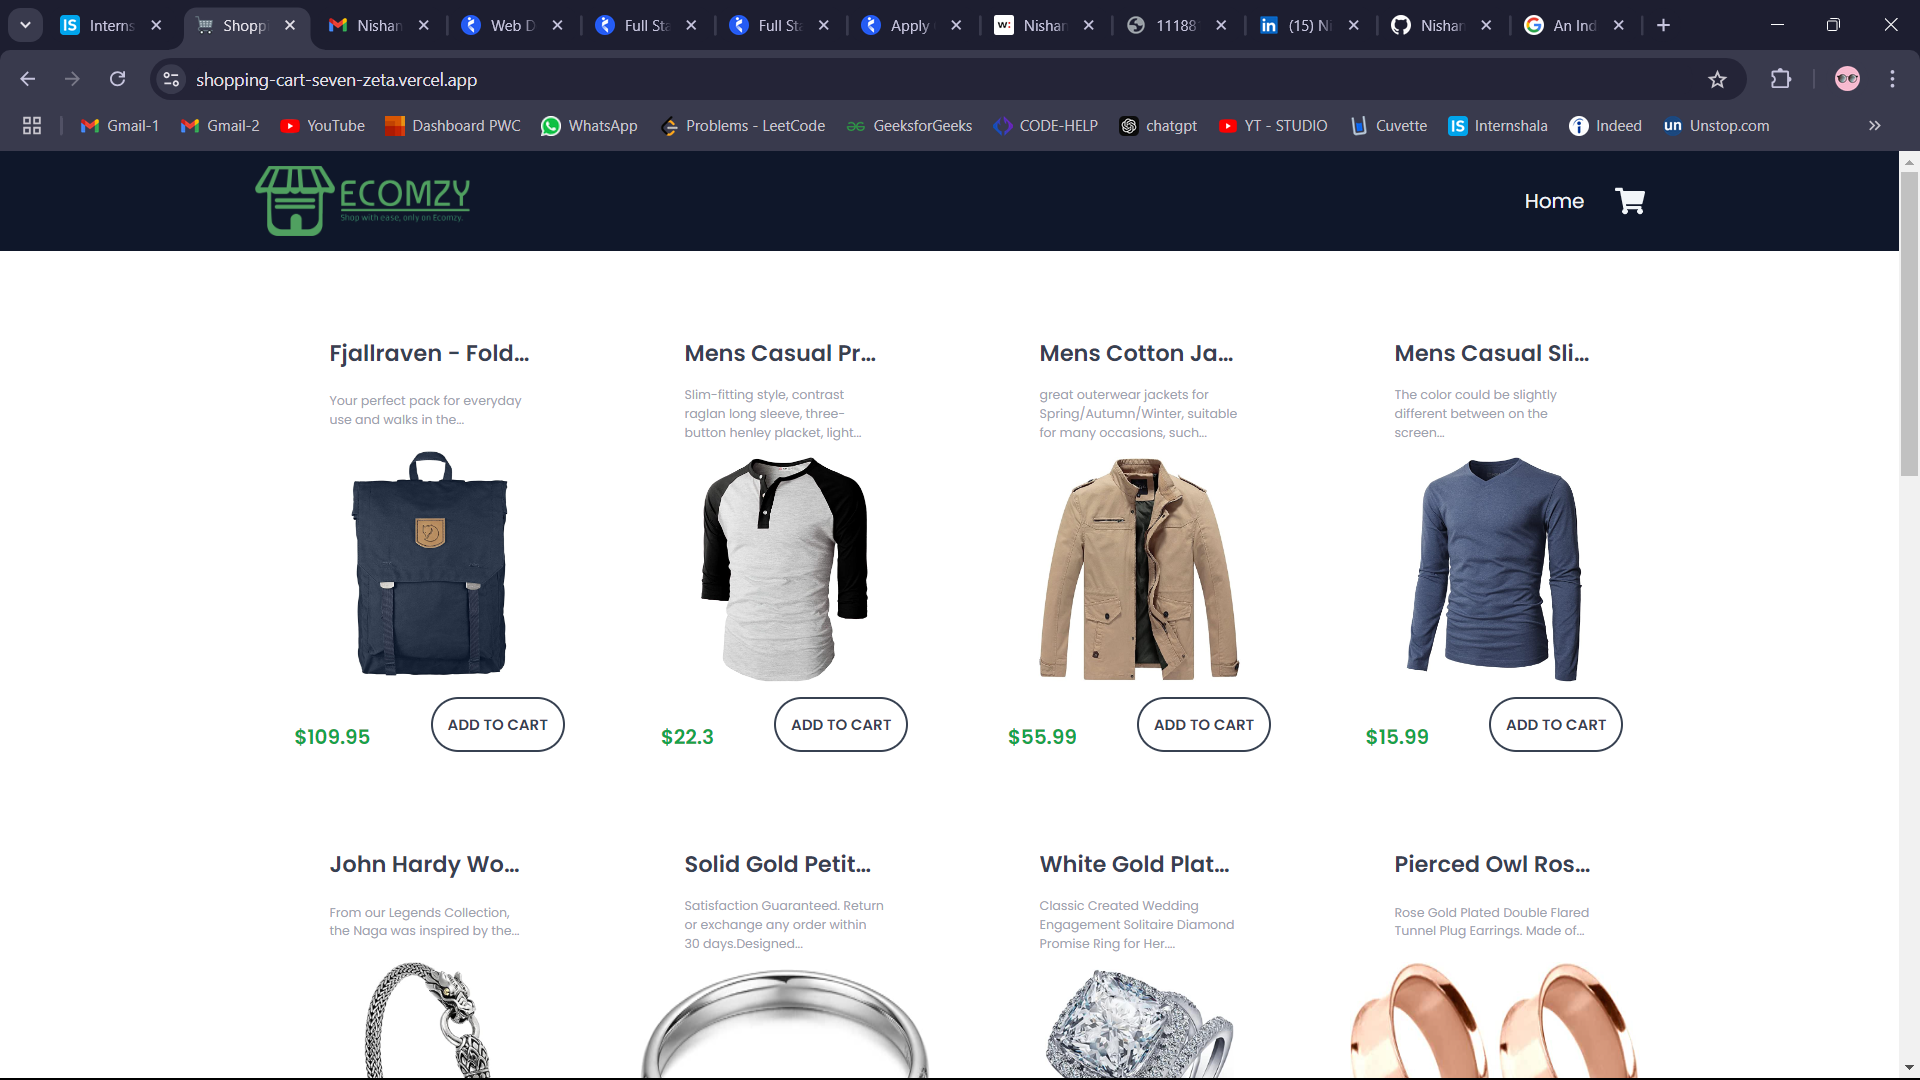 Interns
Shoppi
Nishan
Web D
Full Sta
Full Sta
Apply
Nishan
11188
(15) Ni
Nishan
An Ind
shopping-cart-seven-zeta.vercel.app
Gmail-1
Gmail-2
YouTube
Dashboard PWC
WhatsApp
Problems - LeetCode
GeeksforGeeks
CODE-HELP
chatgpt
YT - STUDIO
Cuvette
Internshala
Indeed
Unstop.com
ECOMZY
Shop with ease, only on Ecomzy.
Home
Fjallraven - Fold...
Your perfect pack for everyday
use and walks in the...
$109.95
ADD TO CART
Mens Casual Pr...
Slim-fitting style, contrast
raglan long sleeve, three-
button henley placket, light...
$22.3
ADD TO CART
Mens Cotton Ja...
great outerwear jackets for
Spring/Autumn/Winter, suitable
for many occasions, such...
$55.99
ADD TO CART
Mens Casual Sli...
The color could be slightly
different between on the
screen...
$15.99
ADD TO CART
John Hardy Wo...
From our Legends Collection,
the Naga was inspired by the...
Solid Gold Petit...
Satisfaction Guaranteed. Return
or exchange any order within
30 days.Designed...
White Gold Plat...
Classic Created Wedding
Engagement Solitaire Diamond
Promise Ring for Her....
Pierced Owl Ros...
Rose Gold Plated Double Flared
Tunnel Plug Earrings. Made of...